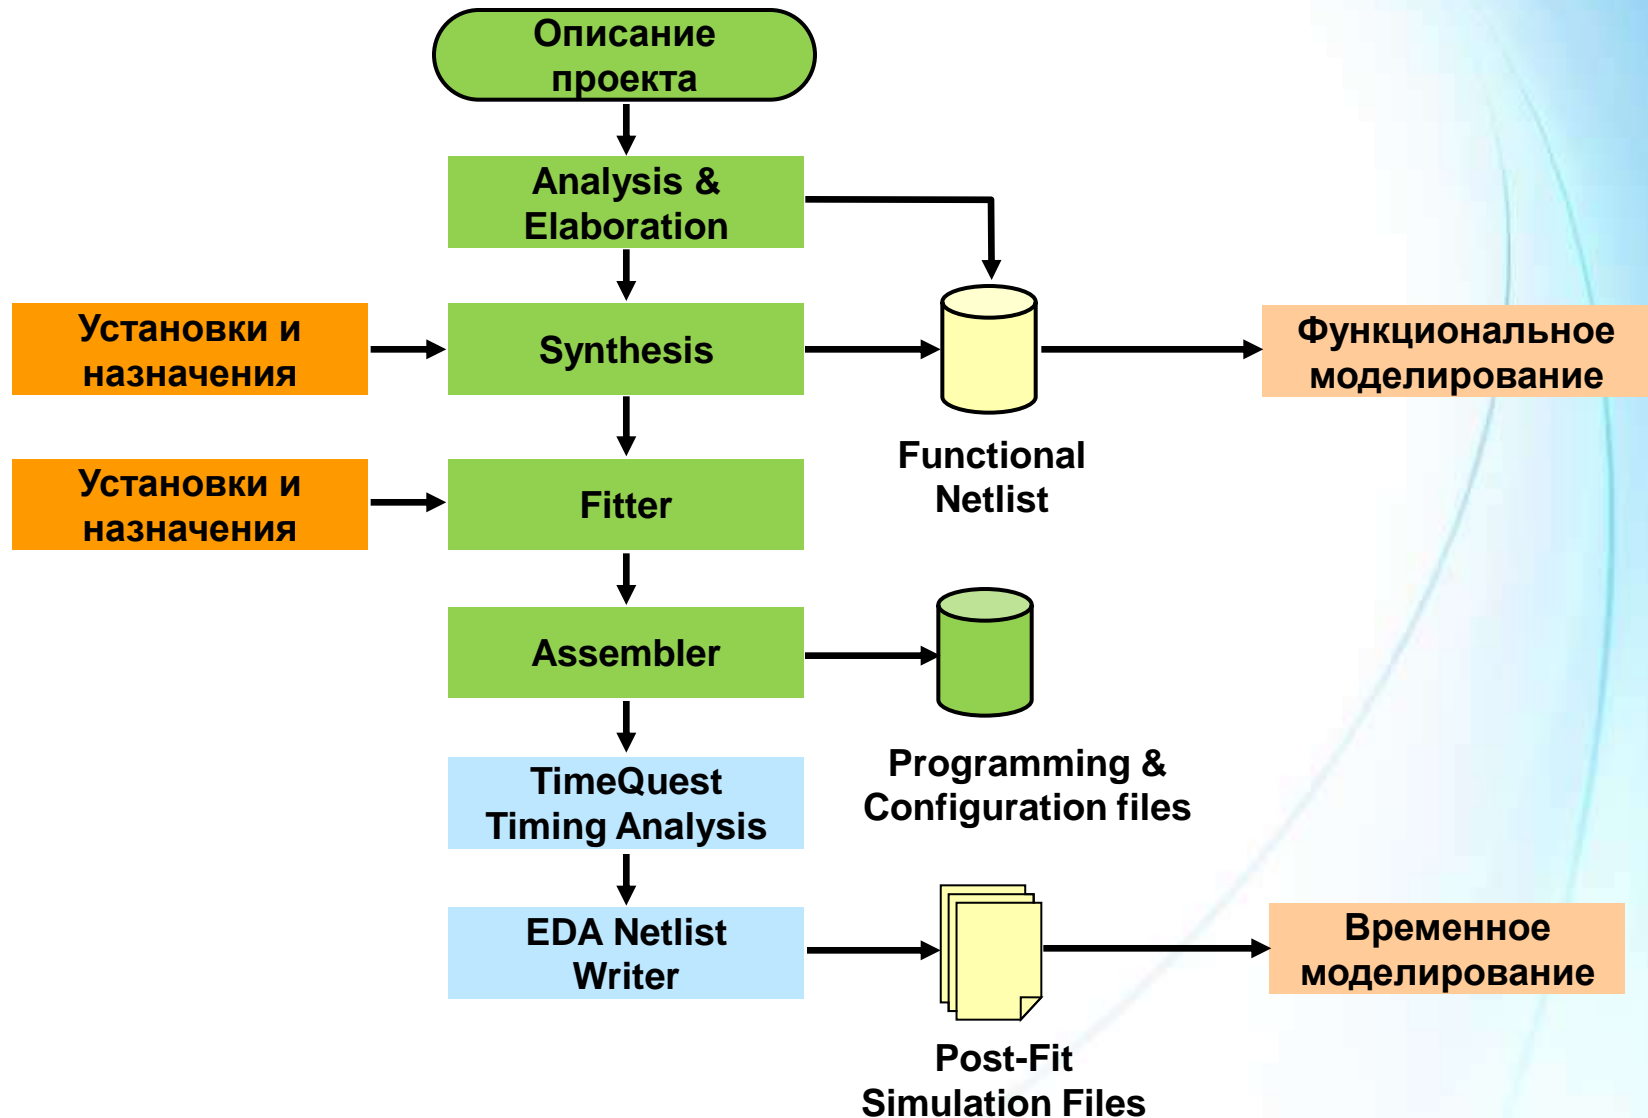 Описание
проекта
Analysis &
Elaboration
Установки и
назначения
Synthesis
Функциональное
моделирование
Functional
Netlist
Установки и
назначения
Fitter
Assembler
Programming &
Configuration files
TimeQuest
Timing Analysis
EDA Netlist
Writer
Временное
моделирование
Post-Fit
Simulation Files